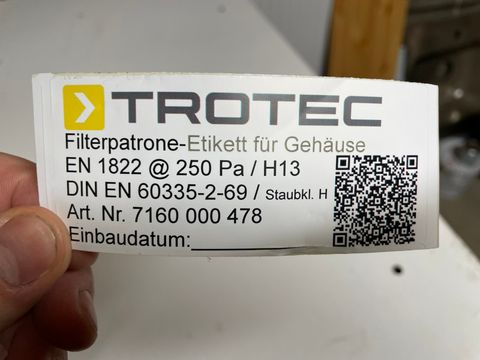 TROTEC
Filterpatrone-Etikett für Gehäuse
EN 1822 @ 250 Pa / H13
DIN EN 60335-2-69 / Staubkl. H
Art. Nr. 7160 000 478
Einbaudatum: